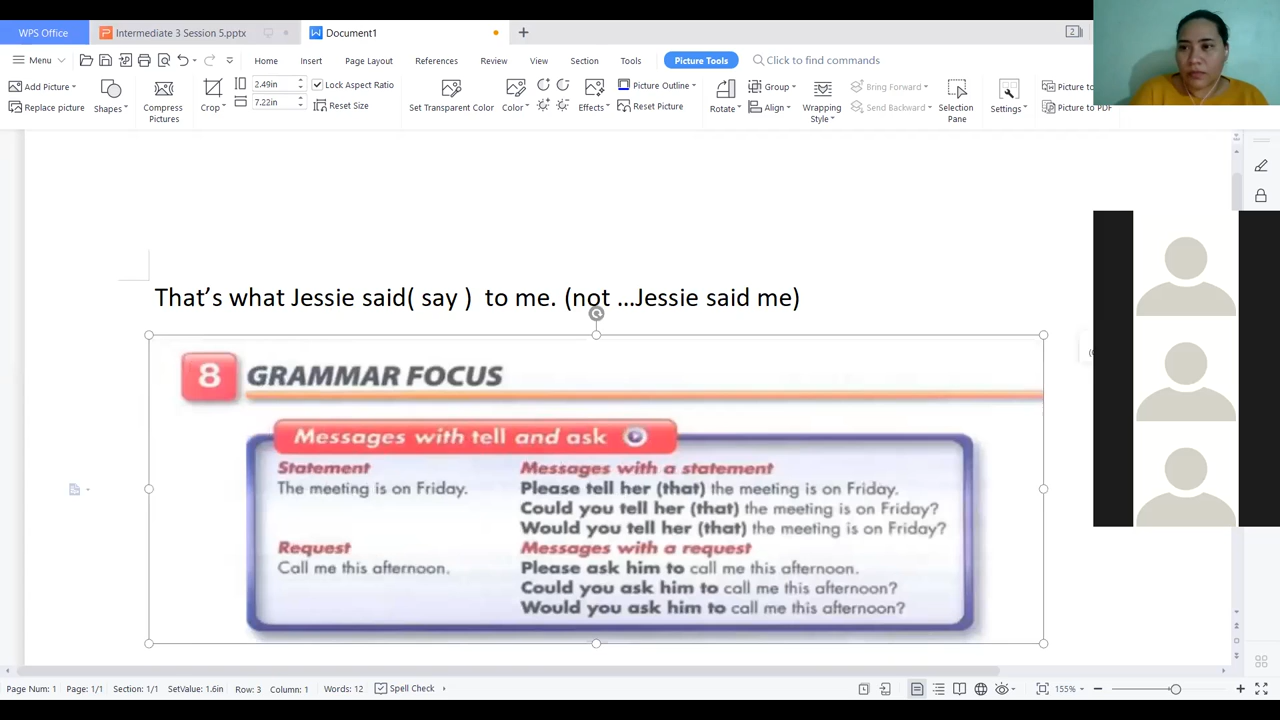 WPS Office
Intermediate 3 Session 5.pptx
Document1
2
Menu
Home
Insert
Page Layout
References
Review
View
Section
Tools
Picture Tools
Click to find commands
Add Picture
Replace picture
Shapes
Compress Pictures
Crop
2.49in
7.22in
Lock Aspect Ratio
Reset Size
Set Transparent Color
Color
Effects
Picture Outline
Reset Picture
Rotate
Group
Align
Wrapping Style
Bring Forward
Send Backward
Selection Pane
Settings
Picture to
Picture to PDF
That’s what Jessie said( say ) to me. (not ...Jessie said me)
8 GRAMMAR FOCUS
Messages with tell and ask
Statement
The meeting is on Friday.
Messages with a statement
Please tell her (that) the meeting is on Friday.
Could you tell her (that) the meeting is on Friday?
Would you tell her (that) the meeting is on Friday?
Request
Call me this afternoon.
Messages with a request
Please ask him to call me this afternoon.
Could you ask him to call me this afternoon?
Would you ask him to call me this afternoon?
Page Num: 1
Page: 1/1
Section: 1/1
SetValue: 1.6in
Row: 3
Column: 1
Words: 12
Spell Check
155%